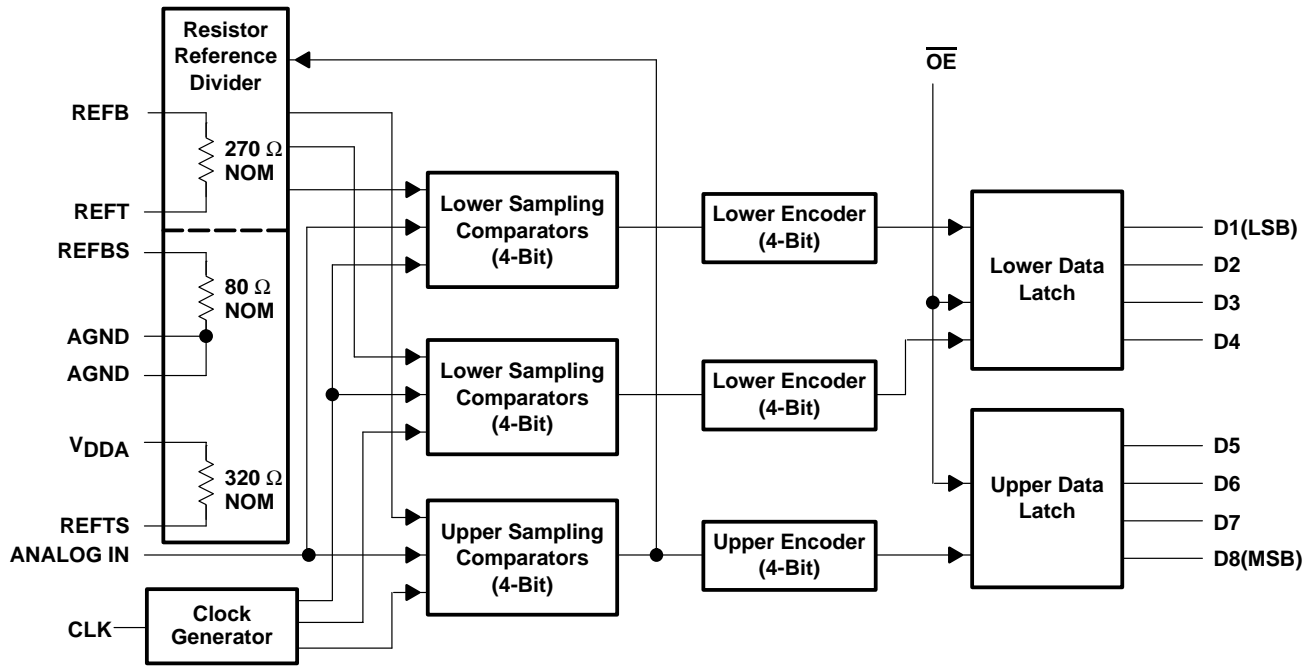 Resistor
Reference
Divider
OE
REFB
270 Ω
NOM
REFT
REFBS
80 Ω
NOM
AGND
AGND
VDDA
320 Ω
NOM
REFTS
ANALOG IN
CLK
Clock
Generator
Lower Sampling
Comparators
(4-Bit)
Lower Encoder
(4-Bit)
Lower Data
Latch
D1(LSB)
D2
D3
D4
Lower Sampling
Comparators
(4-Bit)
Lower Encoder
(4-Bit)
Upper Sampling
Comparators
(4-Bit)
Upper Encoder
(4-Bit)
Upper Data
Latch
D5
D6
D7
D8(MSB)